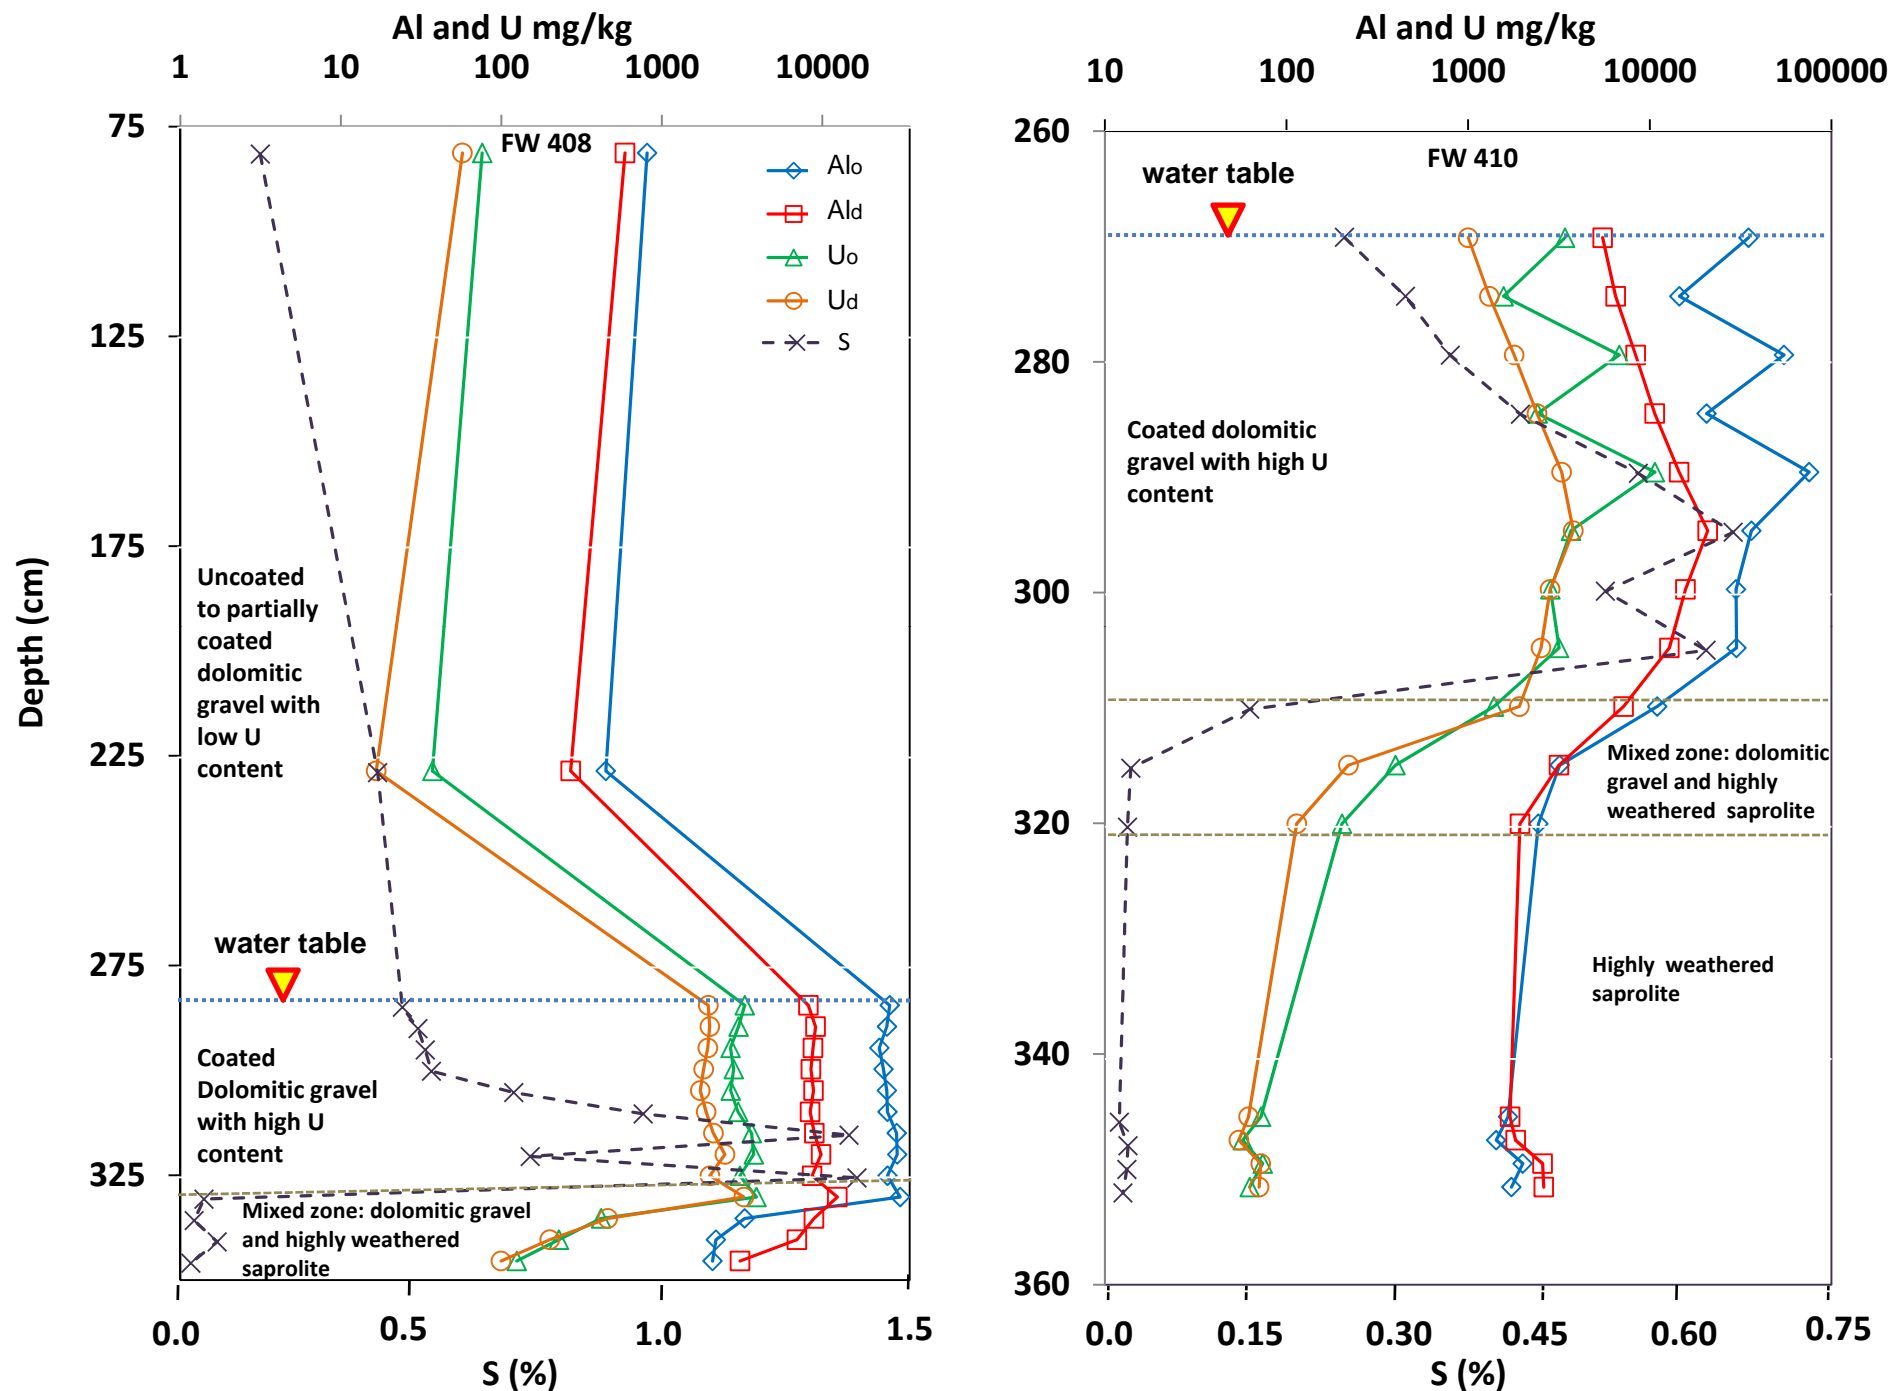 Al and U mg/kg
1 10 100 1000 10000
75
125
175
225
275
325
Depth (cm)
FW 408
Alo
Ald
Uo
Ud
S
Uncoated
to partially
coated
dolomitic
gravel with
low U
content
water table
Coated
Dolomitic gravel
with high U
content
Mixed zone: dolomitic gravel
and highly weathered
saprolite
0.0 0.5 1.0 1.5
S (%)
Al and U mg/kg
10 100 1000 10000 100000
260
280
300
320
340
360
FW 410
water table
Coated dolomitic
gravel with high U
content
Mixed zone: dolomitic
gravel and highly
weathered saprolite
Highly weathered
saprolite
0.0 0.15 0.30 0.45 0.60 0.75
S (%)